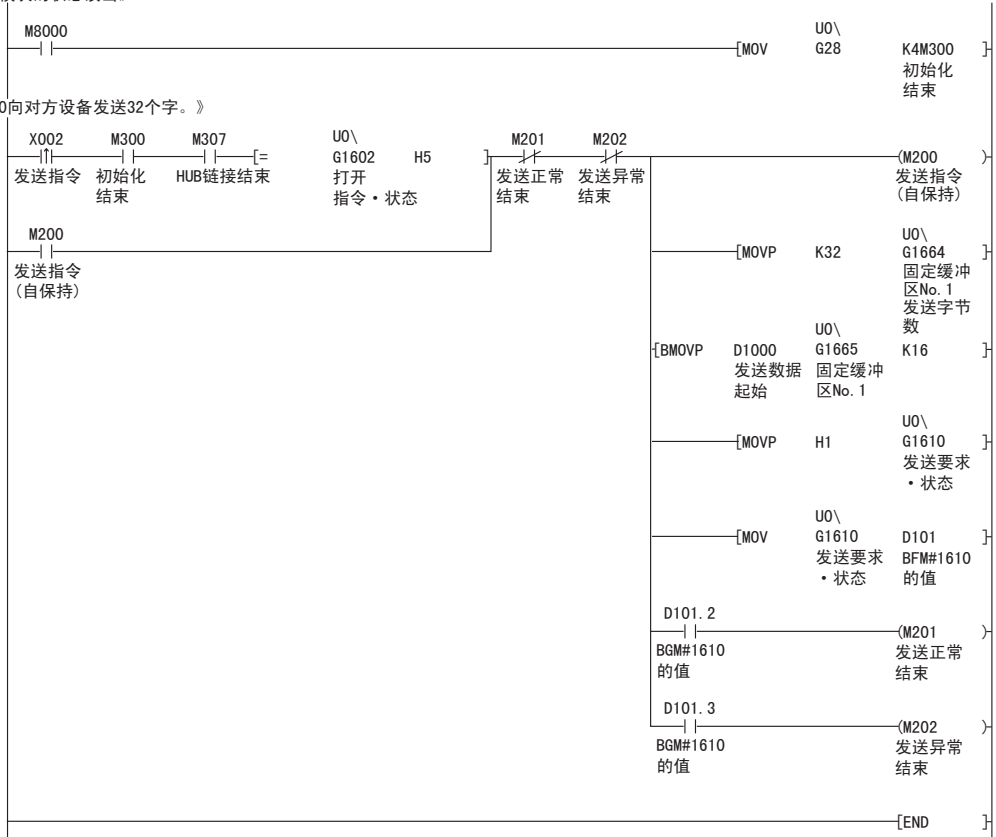 M8000
U0\
[MOV G28 K4M300 ]
初始化
结束
0向对方设备发送32个字。》
X002 M300 M307 U0\ M201 M202
[= G1602 H5 ] (M200 )
发送指令 初始化 HUB链接结束 打开 发送正常 发送异常 发送指令
结束 指令・状态 结束 结束 (自保持)
M200 U0\
[MOVP K32 G1664 ]
发送指令 固定缓冲
(自保持) 区No.1
发送字节
数
U0\
[BMOVP D1000 G1665 K16 ]
发送数据 固定缓冲
起始 区No.1
U0\
[MOVP H1 G1610 ]
发送要求
・状态
U0\
[MOV G1610 D101 ]
发送要求 BFM#1610
・状态 的值
D101.2
(M201 )
BGM#1610 发送正常
的值 结束
D101.3
(M202 )
BGM#1610 发送异常
的值 结束
[END ]